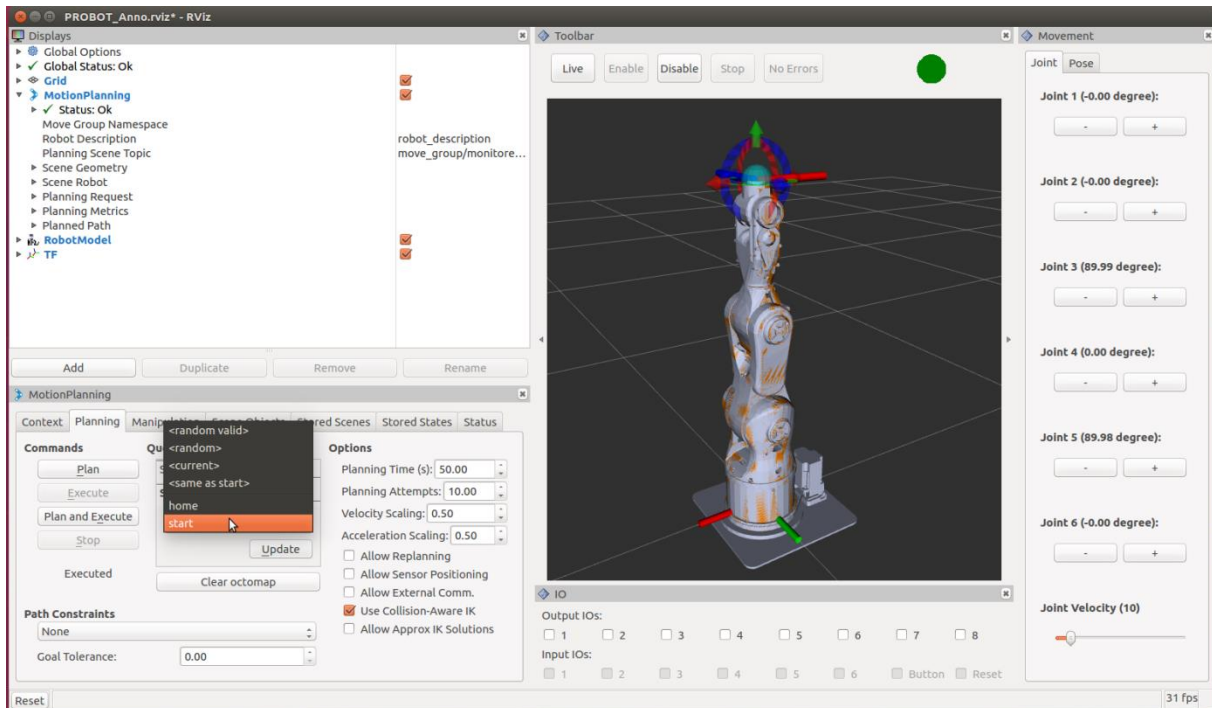 PROBOT_Anno.rviz* - RViz
Displays
Global Options
Global Status: Ok
Grid
MotionPlanning
Status: Ok
Move Group Namespace
Robot Description robot_description
Planning Scene Topic move_group/monitore...
Scene Geometry
Scene Robot
Planning Request
Planning Metrics
Planned Path
RobotModel
TF
Add Duplicate Remove Rename
MotionPlanning
Context Planning Stored Scenes Stored States Status
Commands
Plan
Execute
Plan and Execute
Stop
Executed
<random valid>
<random>
<current>
<same as start>
home
start
Update
Clear octomap
Options
Planning Time (s): 50.00
Planning Attempts: 10.00
Velocity Scaling: 0.50
Acceleration Scaling: 0.50
Allow Replanning
Allow Sensor Positioning
Allow External Comm.
Use Collision-Aware IK
Allow Approx IK Solutions
Path Constraints
None
Goal Tolerance: 0.00
Reset
Toolbar
Live Enable Disable Stop No Errors
IO
Output IOs:
1 2 3 4 5 6 7 8
Input IOs:
1 2 3 4 5 6 Button Reset
Movement
Joint Pose
Joint 1 (-0.00 degree):
- +
Joint 2 (-0.00 degree):
- +
Joint 3 (89.99 degree):
- +
Joint 4 (0.00 degree):
- +
Joint 5 (89.98 degree):
- +
Joint 6 (-0.00 degree):
- +
Joint Velocity (10)
31 fps